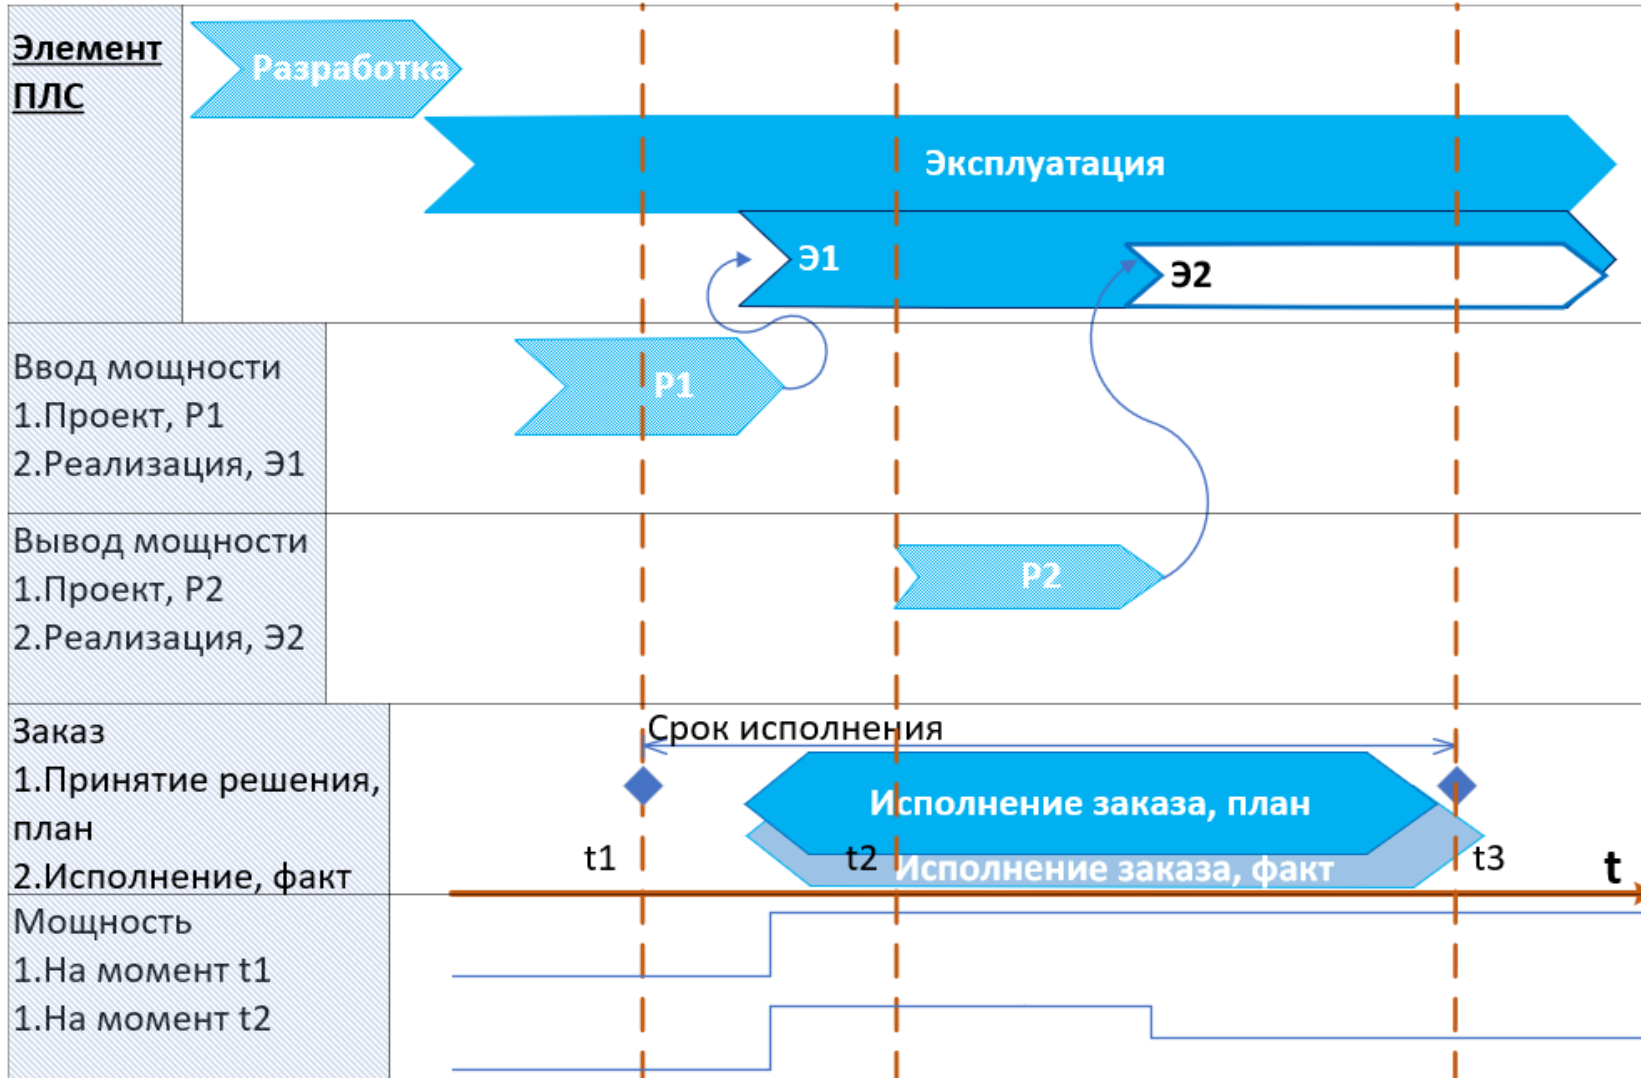 Элемент
ПЛС
Разработка
Эксплуатация
Э1
Э2
Ввод мощности
1.Проект, Р1
2.Реализация, Э1
Р1
Вывод мощности
1.Проект, Р2
2.Реализация, Э2
Р2
Заказ
1.Принятие решения,
план
2.Исполнение, факт
Срок исполнения
Исполнение заказа, план
Исполнение заказа, факт
t1
t2
t3
t
Мощность
1.На момент t1
1.На момент t2